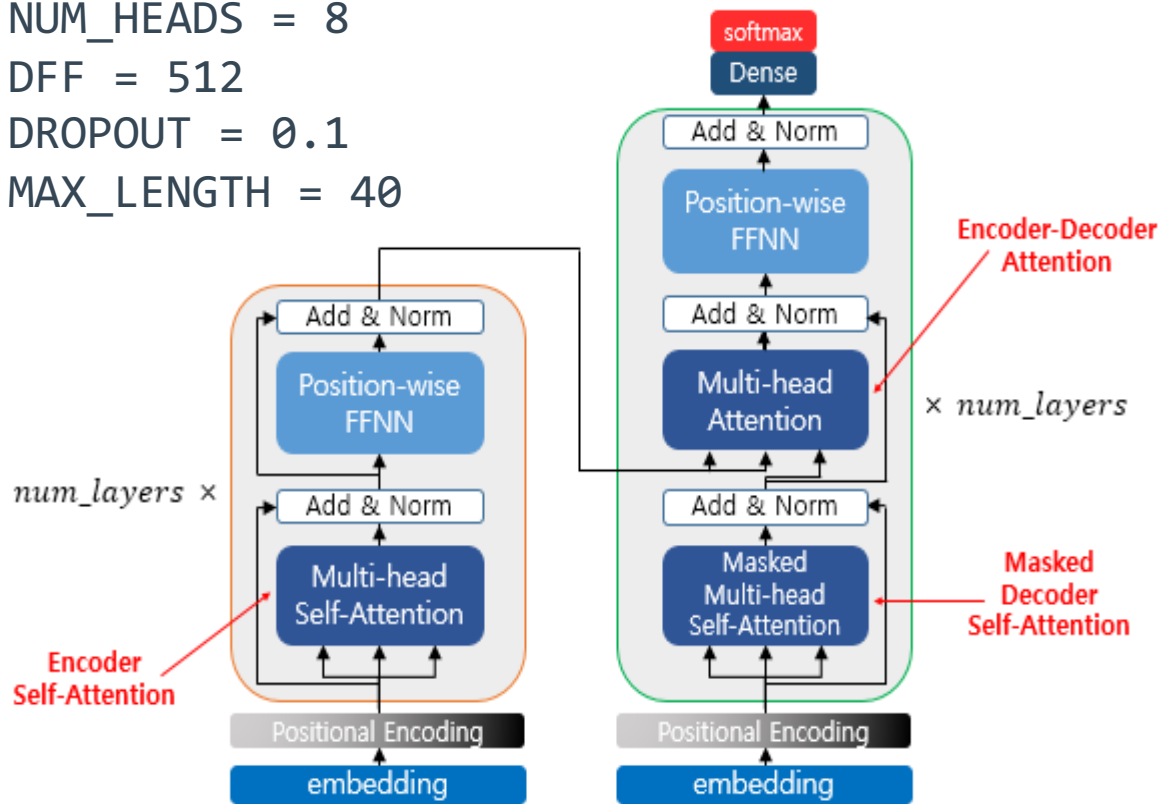 NUM_HEADS = 8
DFF = 512
DROPOUT = 0.1
MAX_LENGTH = 40
softmax
Dense
Add & Norm
Position-wise
FFNN
Encoder-Decoder
Attention
Add & Norm
Multi-head
Attention
× num_layers
Add & Norm
Masked
Multi-head
Self-Attention
Masked
Decoder
Self-Attention
Positional Encoding
embedding
Add & Norm
Position-wise
FFNN
num_layers ×
Add & Norm
Multi-head
Self-Attention
Encoder
Self-Attention
Positional Encoding
embedding